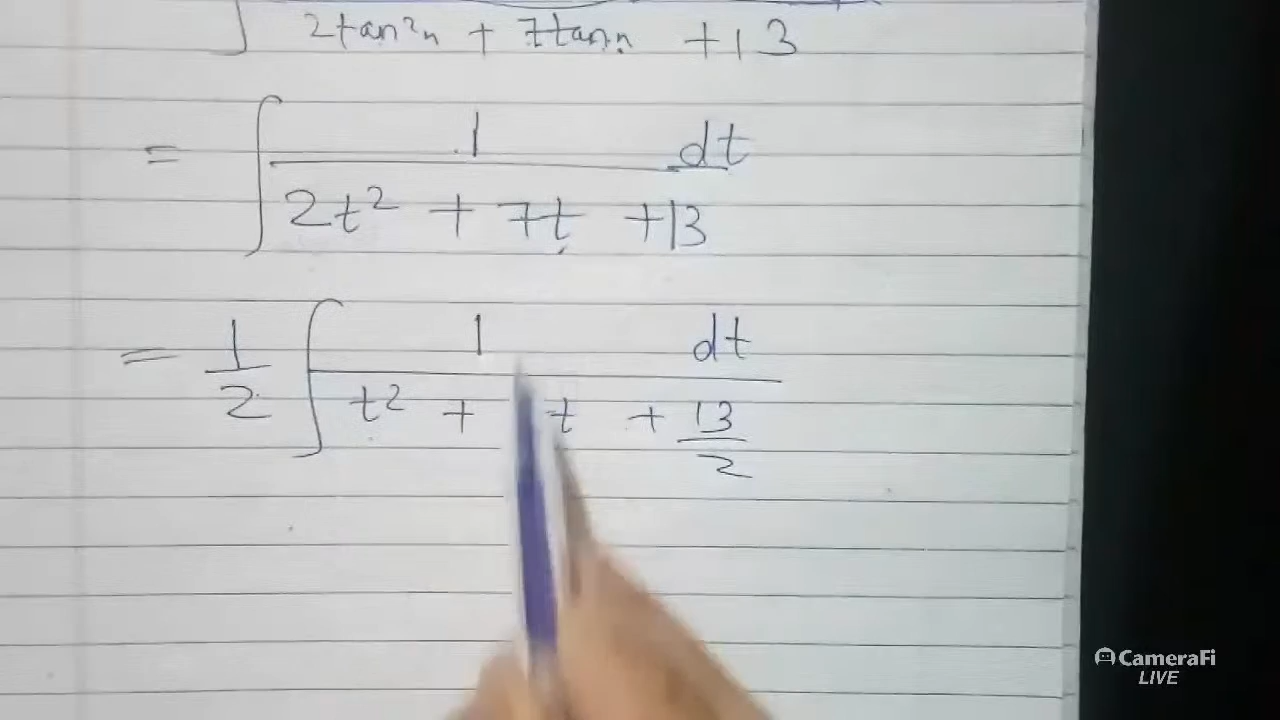 ∫ 2tan²x + 7tanx + 13
= ∫ 1 dt
2t² + 7t + 13
= 1/2 ∫ 1 dt
t² + t + 13/2
CameraFi
LIVE